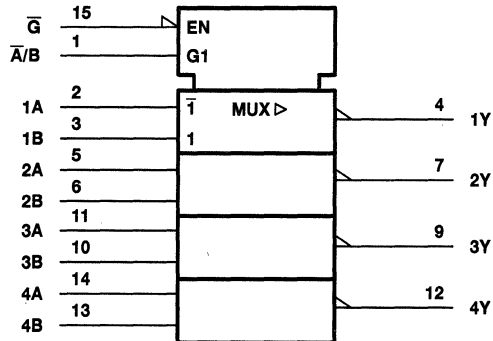 G̅ 15 EN
A̅/B 1 G1
1A 2 1̅ MUX ▷ 4 1Y
1B 3 1
2A 5 7 2Y
2B 6
3A 11 9 3Y
3B 10
4A 14 12 4Y
4B 13